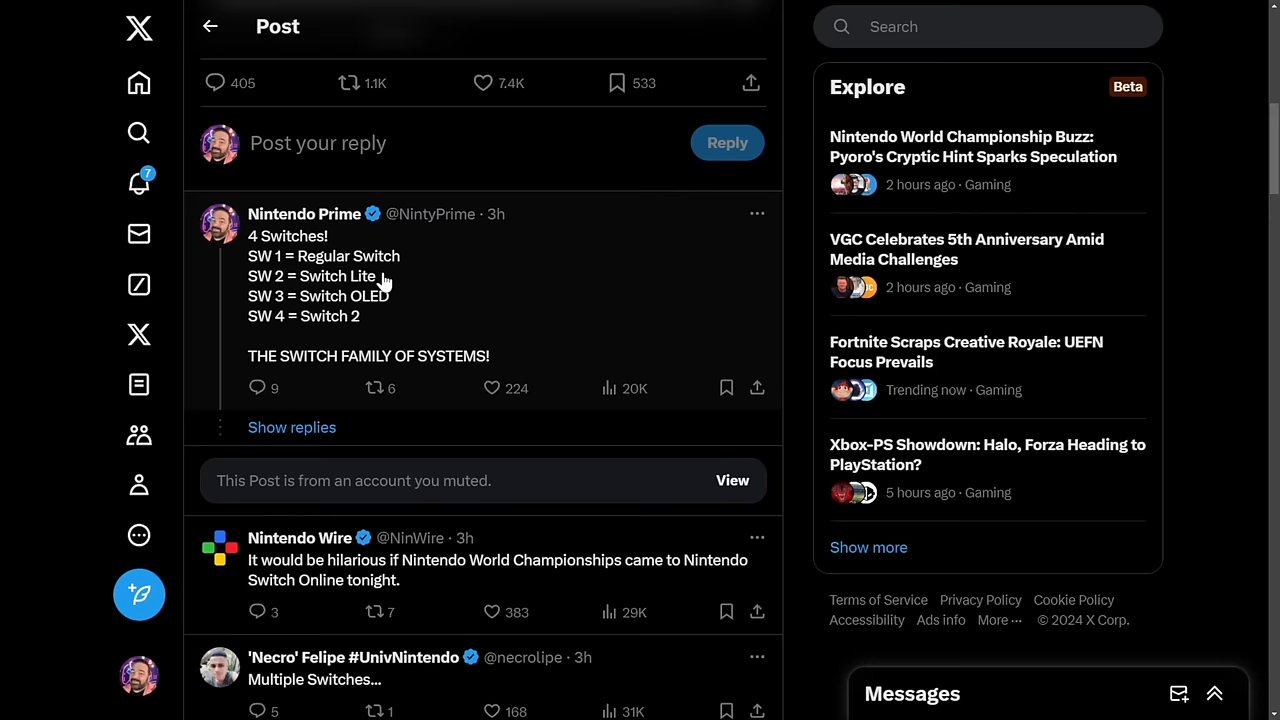 Post
405
1.1K
7.4K
533
Post your reply
Reply
Nintendo Prime @NintyPrime · 3h
4 Switches!
SW 1 = Regular Switch
SW 2 = Switch Lite
SW 3 = Switch OLED
SW 4 = Switch 2
THE SWITCH FAMILY OF SYSTEMS!
9
6
224
20K
Show replies
This Post is from an account you muted.
View
Nintendo Wire @NinWire · 3h
It would be hilarious if Nintendo World Championships came to Nintendo
Switch Online tonight.
3
7
383
29K
'Necro' Felipe #UnivNintendo @necrolipe · 3h
Multiple Switches...
5
1
168
31K
7
Search
Explore
Beta
Nintendo World Championship Buzz:
Pyoro's Cryptic Hint Sparks Speculation
2 hours ago · Gaming
VGC Celebrates 5th Anniversary Amid
Media Challenges
2 hours ago · Gaming
Fortnite Scraps Creative Royale: UEFN
Focus Prevails
Trending now · Gaming
Xbox-PS Showdown: Halo, Forza Heading to
PlayStation?
5 hours ago · Gaming
Show more
Terms of Service Privacy Policy Cookie Policy
Accessibility Ads info More ··· © 2024 X Corp.
Messages